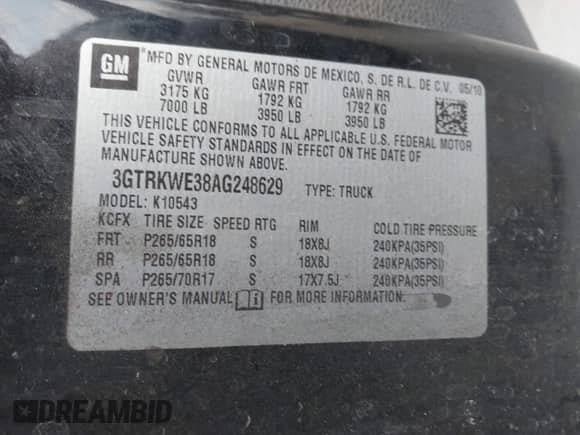 GM
MFD BY GENERAL MOTORS DE MEXICO, S. DE R.L. DE C.V. 05/10
GVWR GAWR FRT GAWR RR
3175 KG 1792 KG 1792 KG
7000 LB 3950 LB 3950 LB
THIS VEHICLE CONFORMS TO ALL APPLICABLE U.S. FEDERAL MOTOR
VEHICLE SAFETY STANDARDS IN EFFECT ON THE DATE OF
MANUFACTURE SHOWN ABOVE.
3GTRKWE38AG248629 TYPE: TRUCK
MODEL: K10543
KCFX TIRE SIZE SPEED RTG RIM COLD TIRE PRESSURE
FRT P265/65R18 S 18X8J 240KPA(35PSI)
RR P265/65R18 S 18X8J 240KPA(35PSI)
SPA P265/70R17 S 17X7.5J 240KPA(35PSI)
SEE OWNER'S MANUAL FOR MORE INFORMATION.
DREAMBID